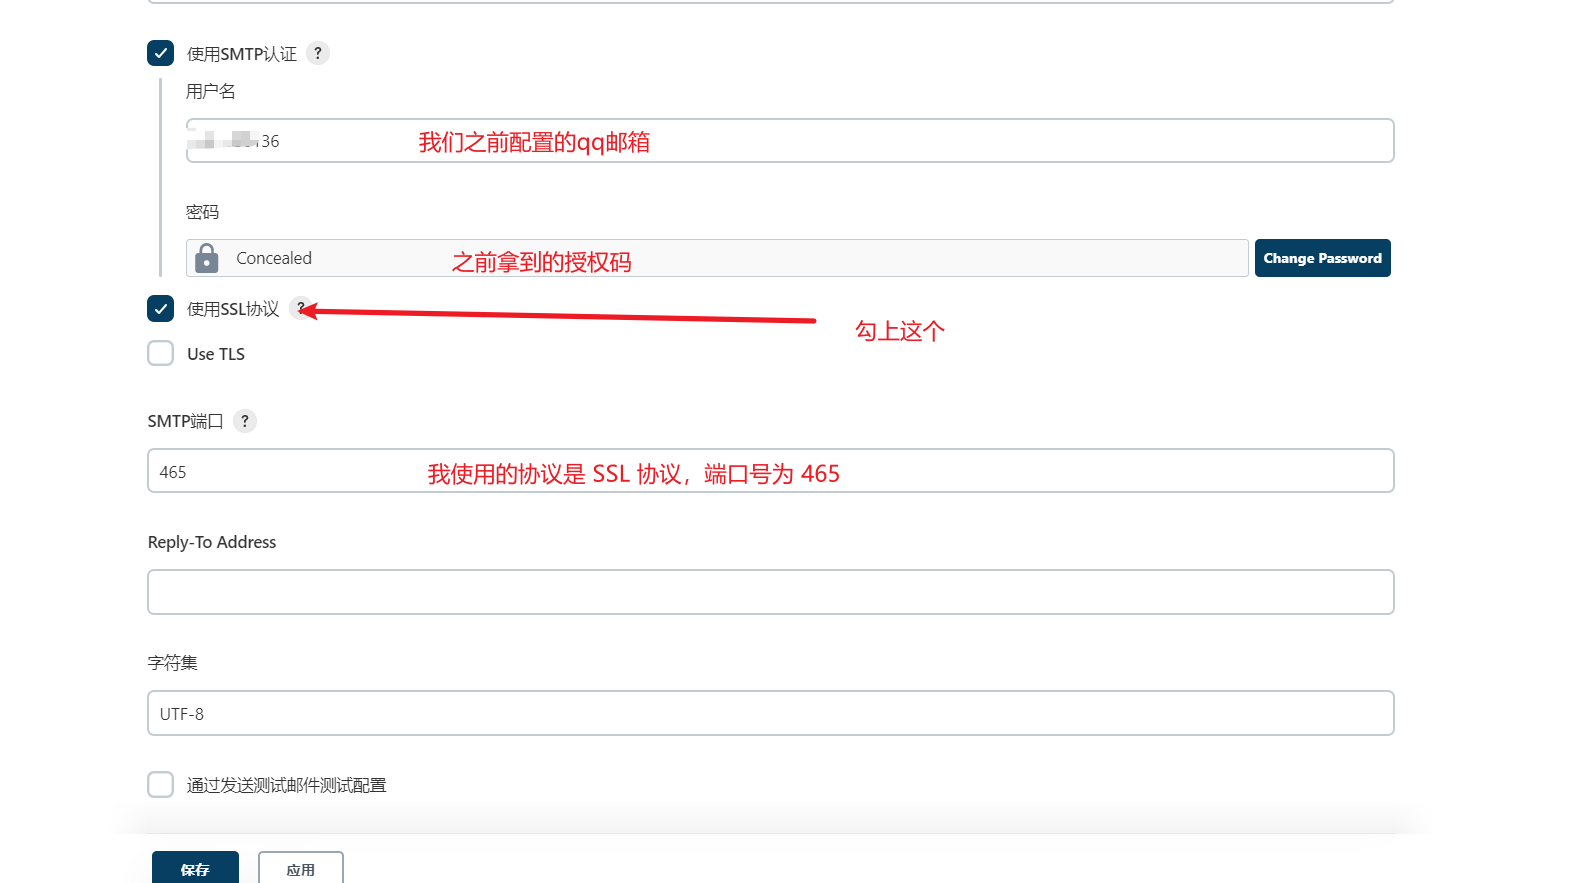 使用SMTP认证 ?
用户名
136 我们之前配置的qq邮箱
密码
Concealed 之前拿到的授权码 Change Password
使用SSL协议 ?
勾上这个
Use TLS
SMTP端口 ?
465 我使用的协议是 SSL 协议，端口号为 465
Reply-To Address
字符集
UTF-8
通过发送测试邮件测试配置
保存 应用